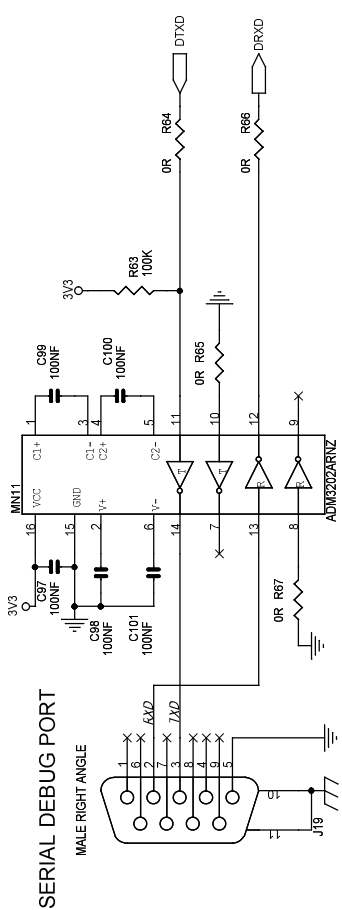 SERIAL DEBUG PORT
MALE RIGHT ANGLE
DTXD
DRXD
R64
0R
R66
0R
3V3
R63
100K
C99
100NF
C100
100NF
0R R65
1
3
4
5
11
10
12
9
MN11
C1+
C1-
C2+
C2-
VCC
GND
V+
V-
T
T
R
R
ADM3202ARNZ
16
15
2
6
14
7
13
8
3V3
C97
100NF
C98
100NF
C101
100NF
0R R67
RXD
TXD
1
6
2
7
3
8
4
9
5
10
11
J19